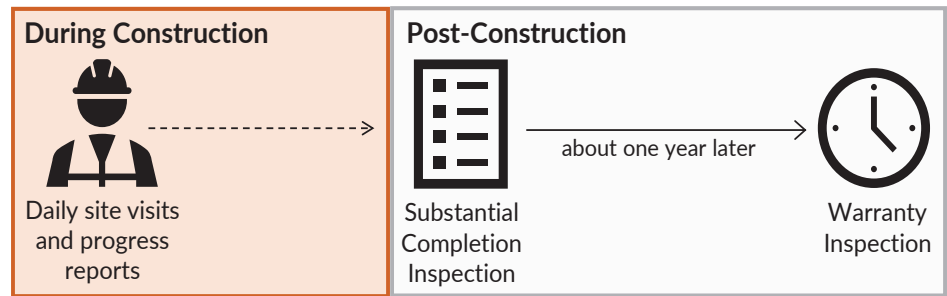 During Construction
Daily site visits
and progress
reports
Post-Construction
Substantial
Completion
Inspection
about one year later
Warranty
Inspection